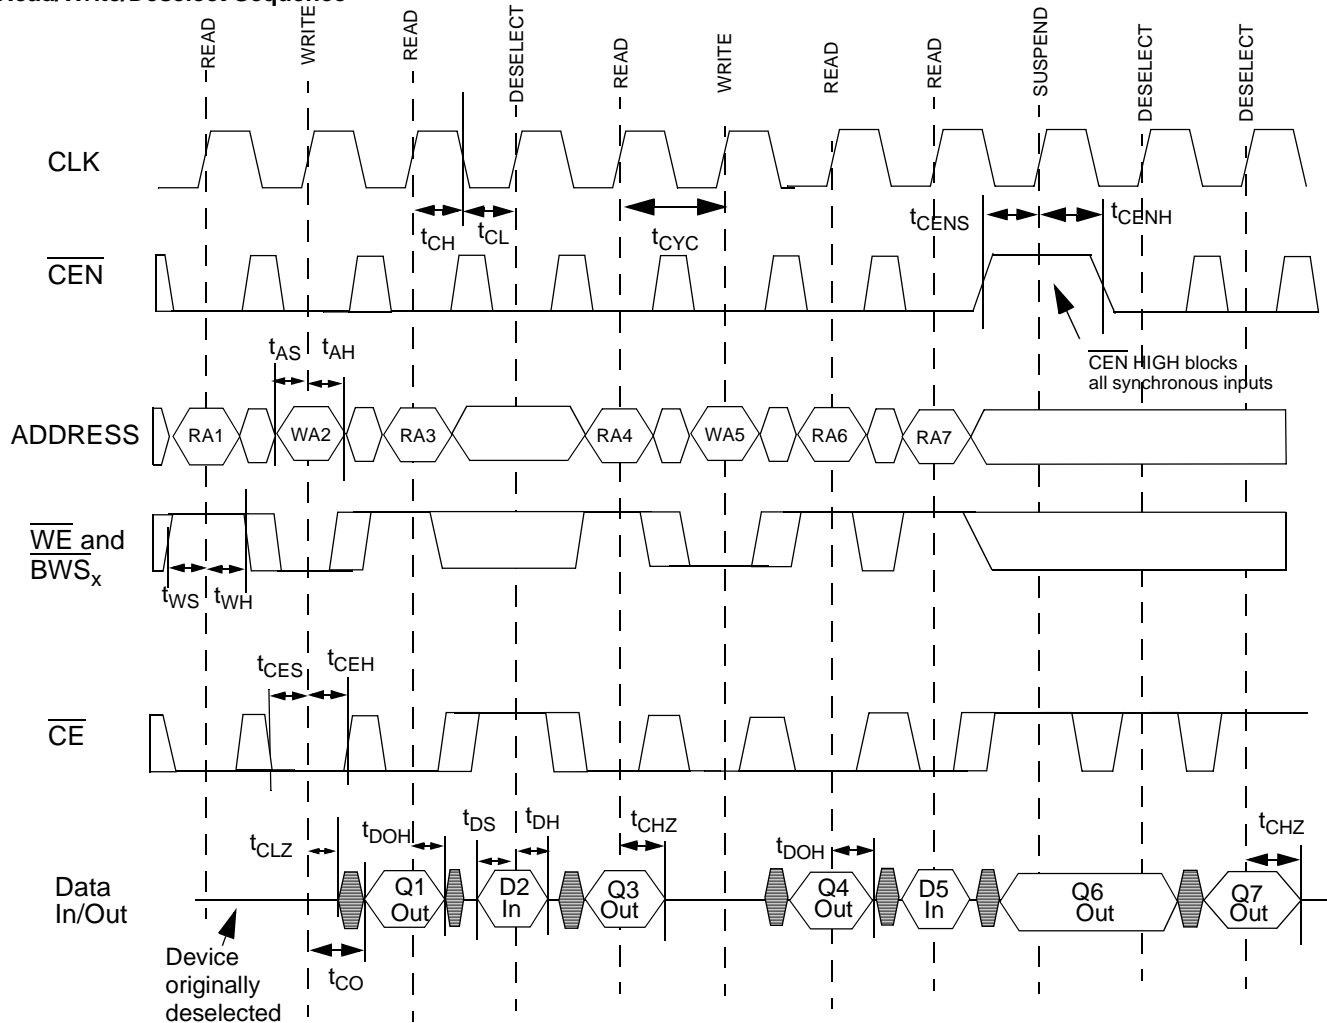 Read/Write/Deselect Sequence
READ
WRITE
READ
DESELECT
READ
WRITE
READ
READ
SUSPEND
DESELECT
DESELECT
CLK
tCH
tCL
tCYC
tCENS
tCENH
CEN
CEN HIGH blocks
all synchronous inputs
tAS
tAH
ADDRESS
RA1
WA2
RA3
RA4
WA5
RA6
RA7
WE and
BWSx
tWS
tWH
tCES
tCEH
CE
tCLZ
tDOH
tDS
tDH
tCHZ
tDOH
tCHZ
Data
In/Out
Q1
Out
D2
In
Q3
Out
Q4
Out
D5
In
Q6
Out
Q7
Out
tCO
Device
originally
deselected